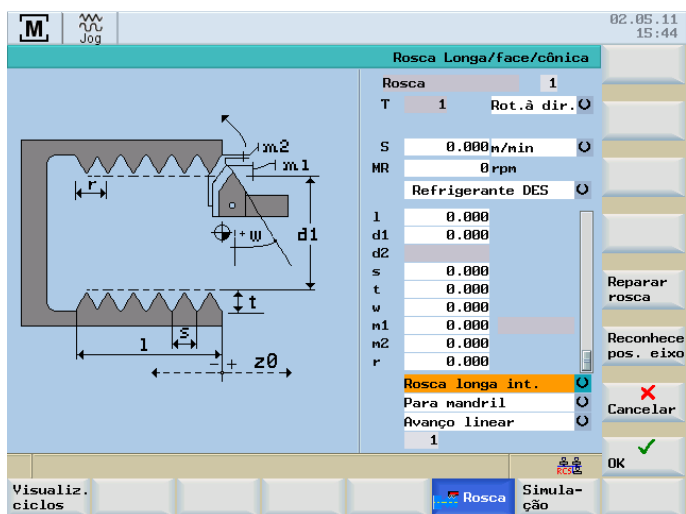 M
Jog
02.05.11
15:44
Rosca Longa/face/cônica
Rosca 1
T 1 Rot.à dir.
S 0.000 m/min
MR 0 rpm
Refrigerante DES
l 0.000
d1 0.000
d2
s 0.000
t 0.000
w 0.000
m1 0.000
m2 0.000
r 0.000
Rosca longa int.
Para mandril
Avanço linear
1
m2
m1
r
w
d1
t
s
l
- + z0
Reparar
rosca
Reconhece
pos. eixo
Cancelar
OK
RCS
Visualiz.
ciclos
Rosca
Simula-
ção